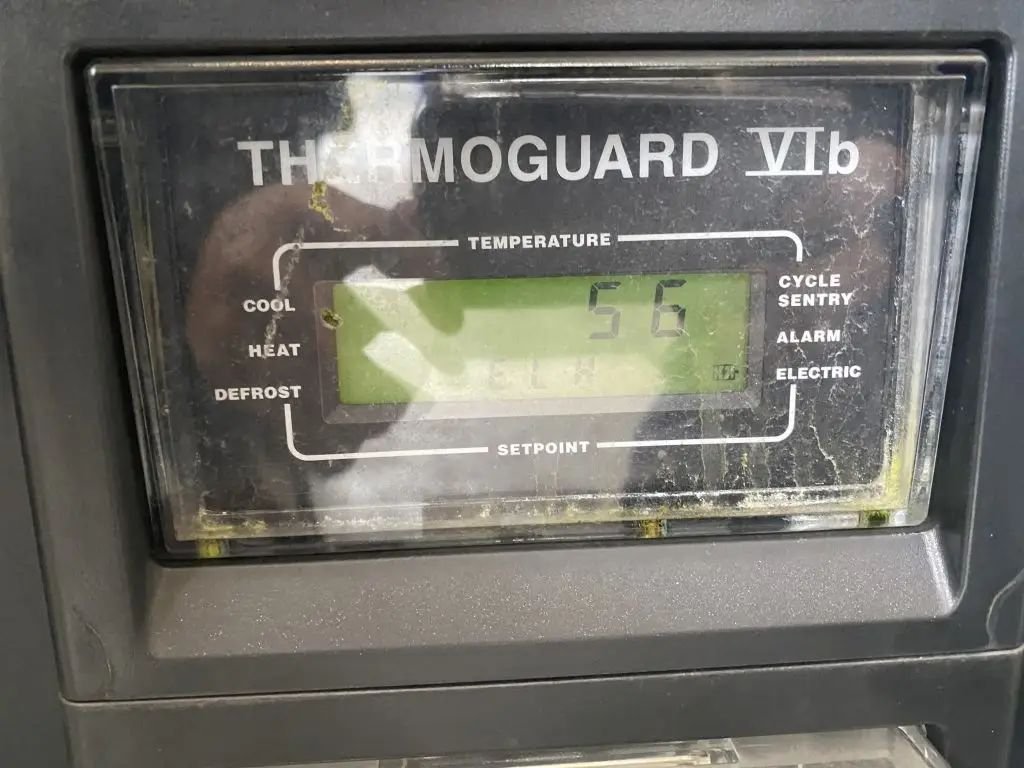 THERMOGUARD VIb
TEMPERATURE
COOL
HEAT
DEFROST
56
CYCLE
SENTRY
ALARM
ELECTRIC
SETPOINT